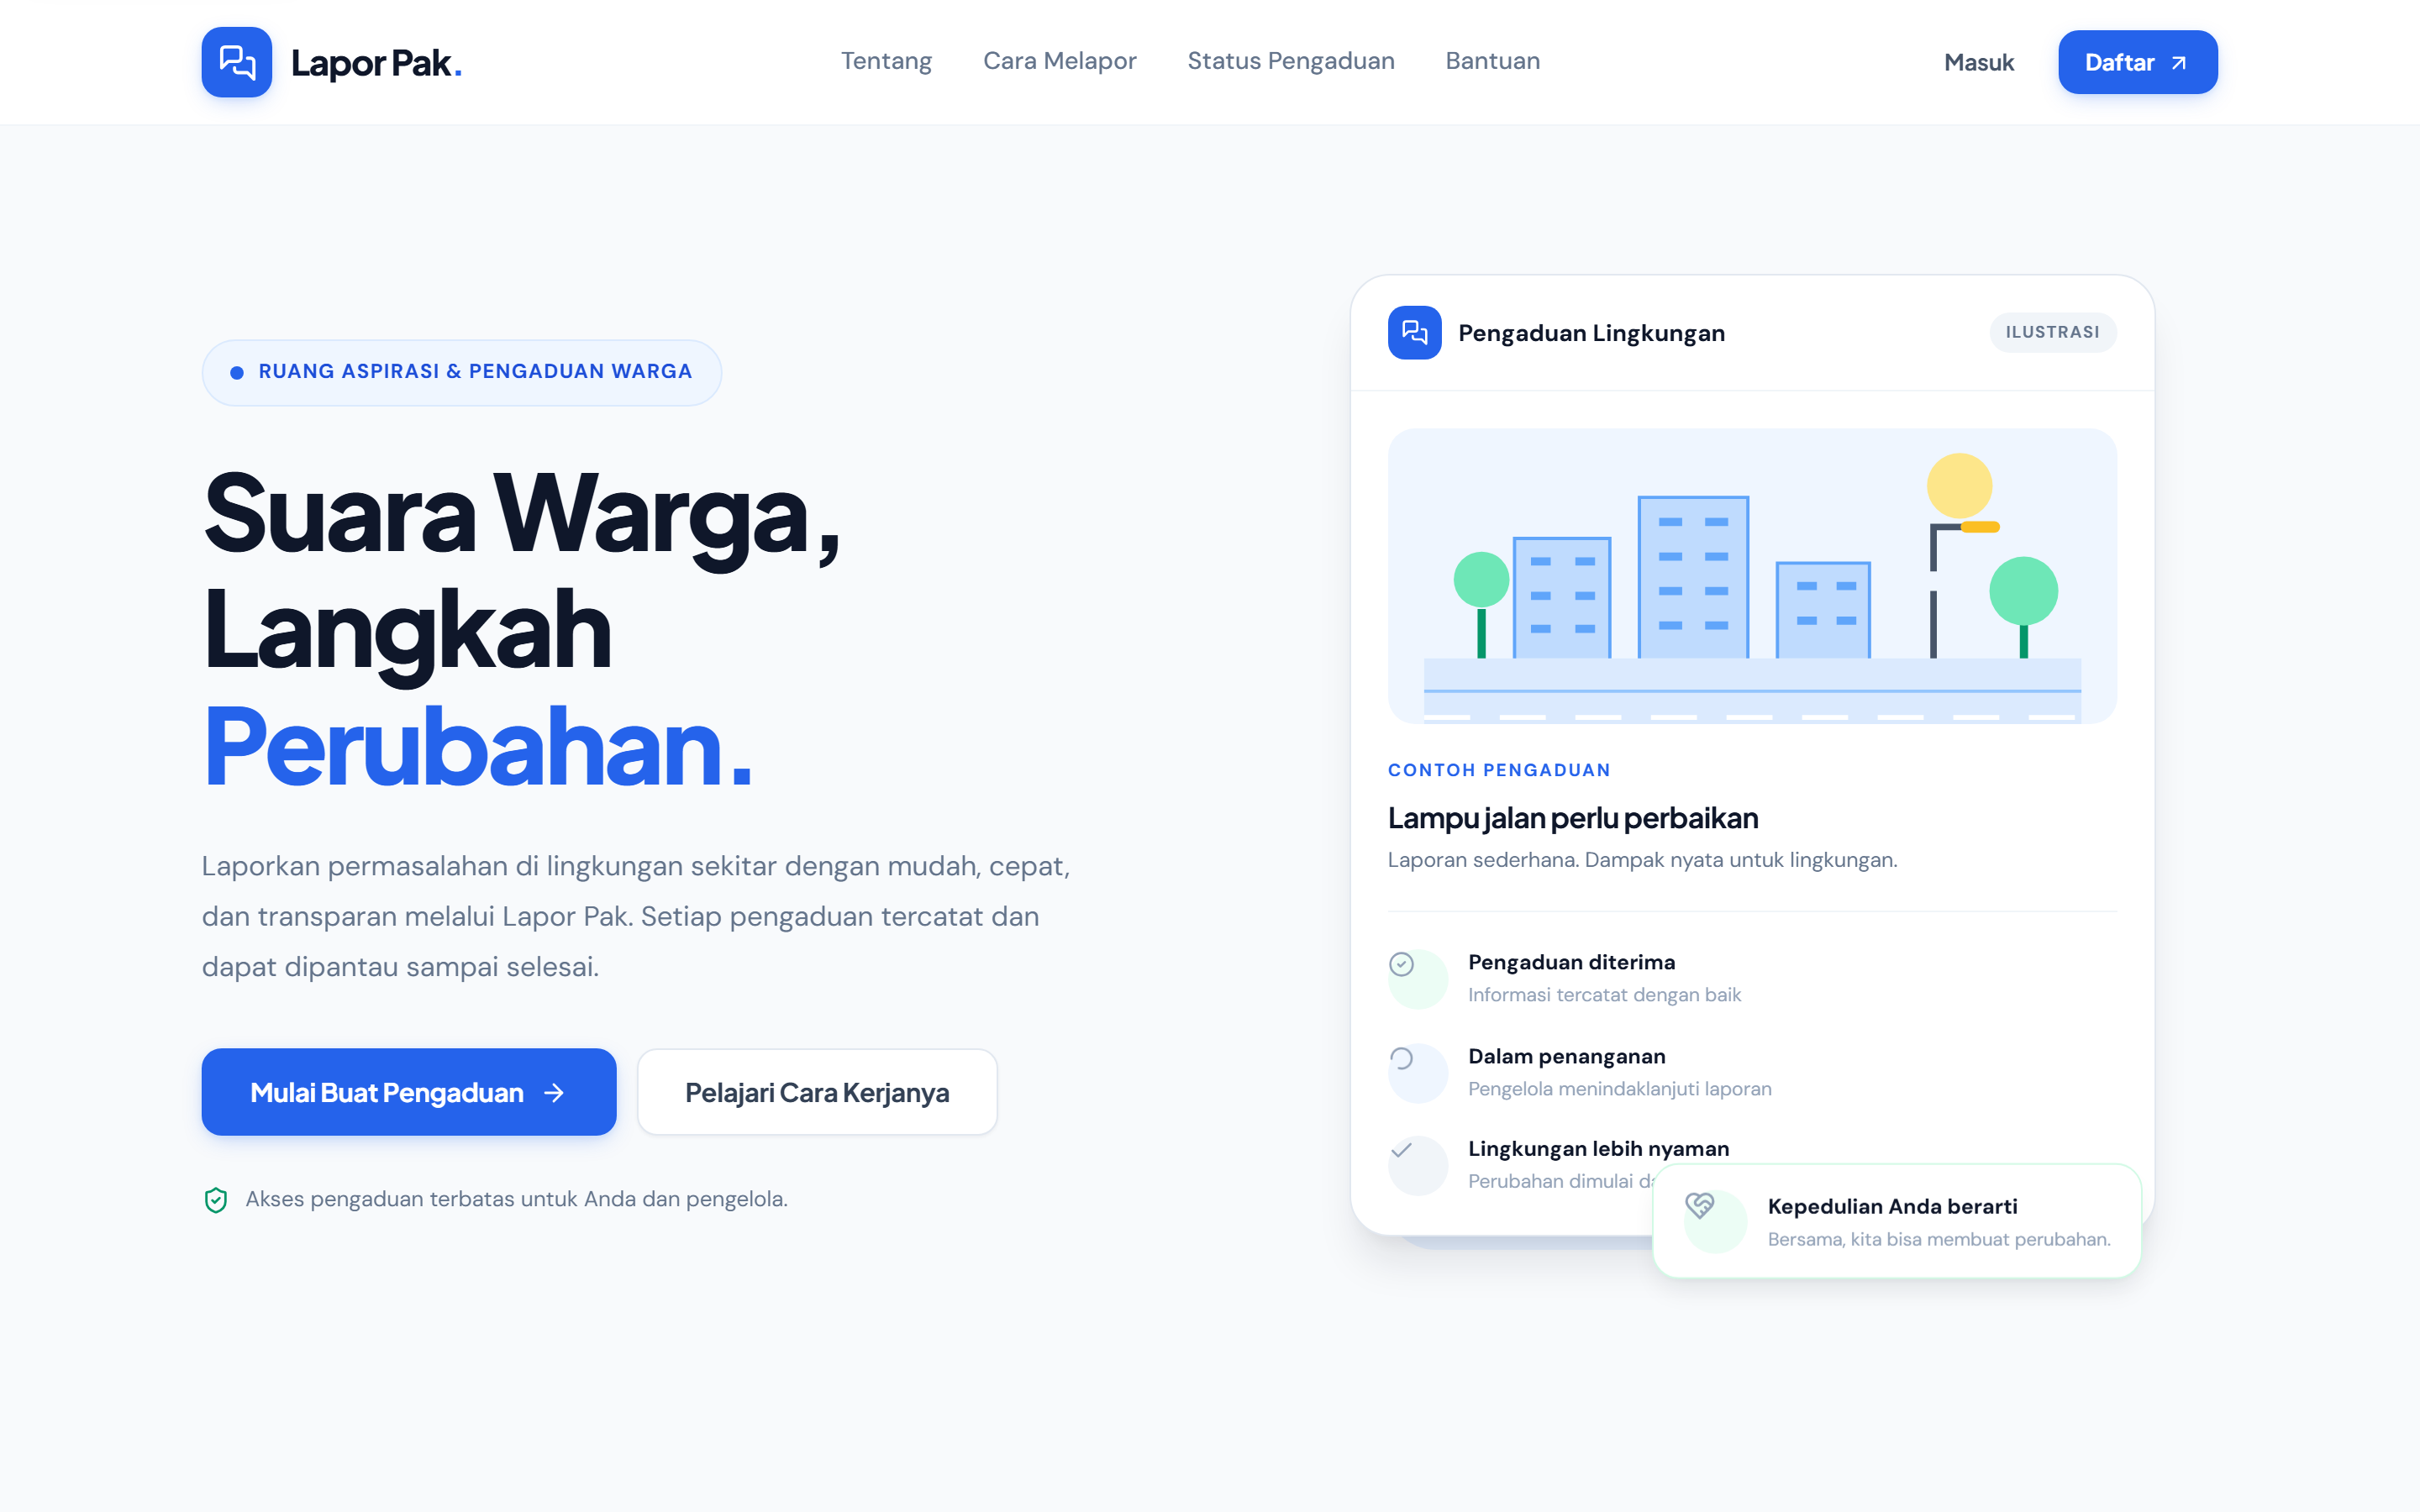 Lapor Pak.
Tentang
Cara Melapor
Status Pengaduan
Bantuan
Masuk
Daftar
RUANG ASPIRASI & PENGADUAN WARGA
Suara Warga,
Langkah
Perubahan.
Laporkan permasalahan di lingkungan sekitar dengan mudah, cepat,
dan transparan melalui Lapor Pak. Setiap pengaduan tercatat dan
dapat dipantau sampai selesai.
Mulai Buat Pengaduan
Pelajari Cara Kerjanya
Akses pengaduan terbatas untuk Anda dan pengelola.
Pengaduan Lingkungan
ILUSTRASI
CONTOH PENGADUAN
Lampu jalan perlu perbaikan
Laporan sederhana. Dampak nyata untuk lingkungan.
Pengaduan diterima
Informasi tercatat dengan baik
Dalam penanganan
Pengelola menindaklanjuti laporan
Lingkungan lebih nyaman
Perubahan dimulai
Kepedulian Anda berarti
Bersama, kita bisa membuat perubahan.